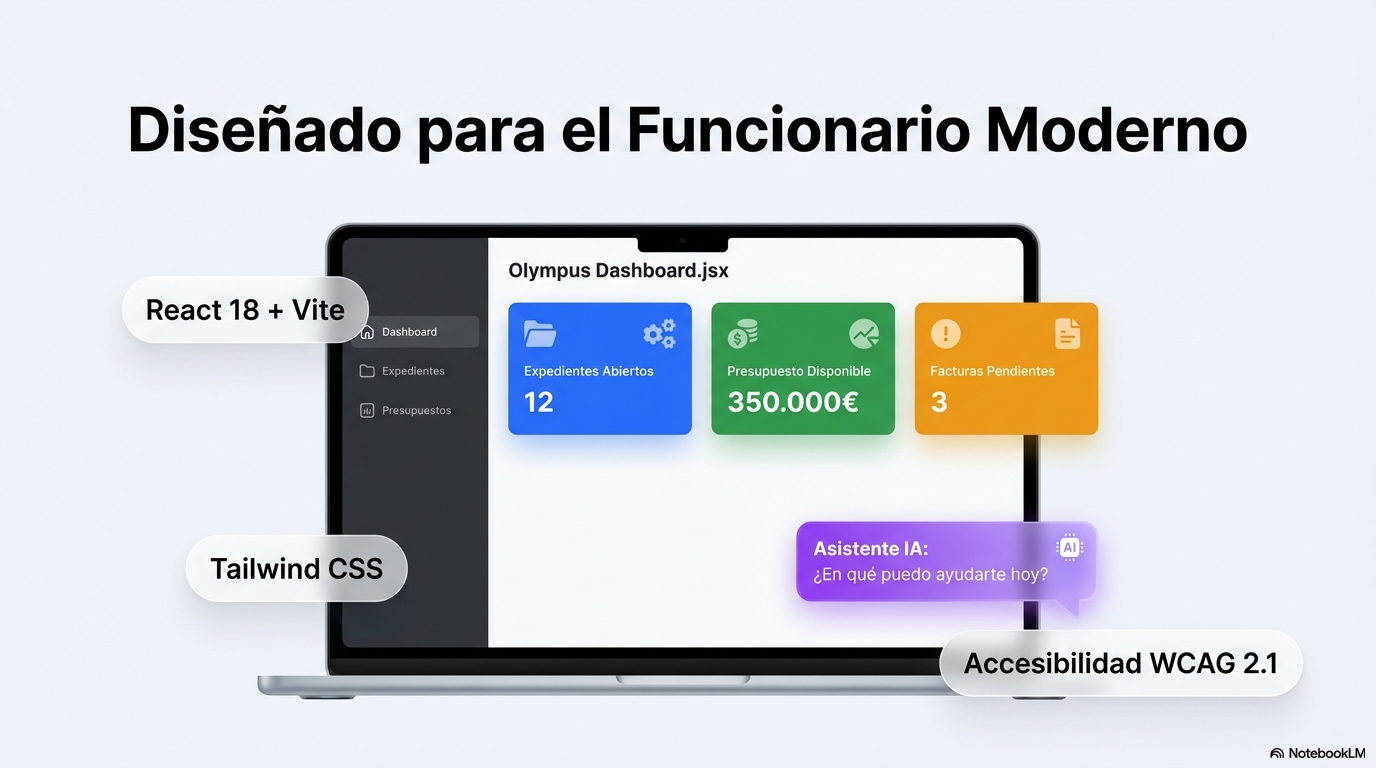 Diseñado para el Funcionario Moderno
Olympus Dashboard.jsx
React 18 + Vite
Dashboard
Expedientes
Presupuestos
Expedientes Abiertos
12
Presupuesto Disponible
350.000€
Facturas Pendientes
3
Asistente IA:
AI
¿En qué puedo ayudarte hoy?
Tailwind CSS
Accesibilidad WCAG 2.1
NotebookLM